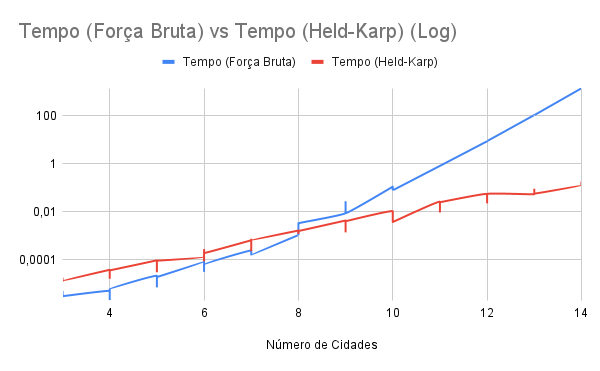 Tempo (Força Bruta) vs Tempo (Held-Karp) (Log)
Tempo (Força Bruta) Tempo (Held-Karp)
100
1
0,01
0,0001
4 6 8 10 12 14
Número de Cidades